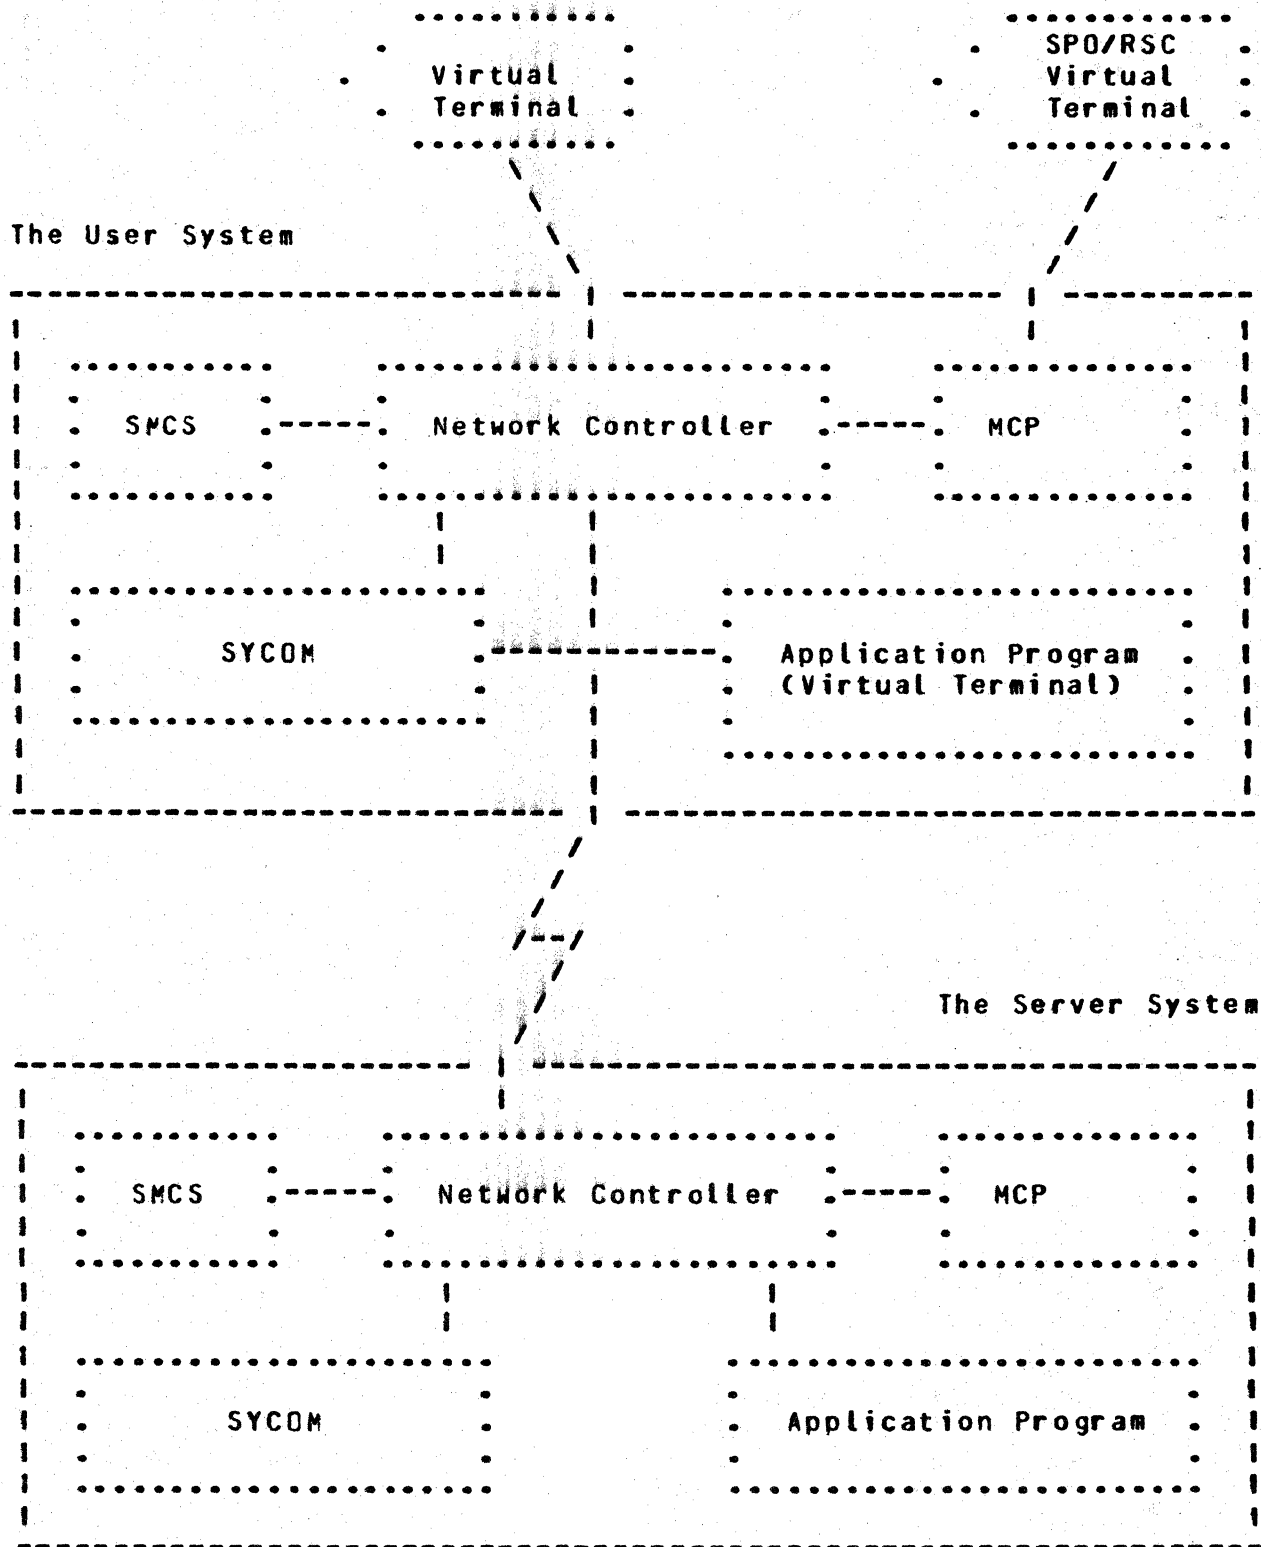 Virtual
Terminal
SPO/RSC
Virtual
Terminal
The User System
SMCS
Network Controller
MCP
SYCOM
Application Program
(Virtual Terminal)
The Server System
SMCS
Network Controller
MCP
SYCOM
Application Program